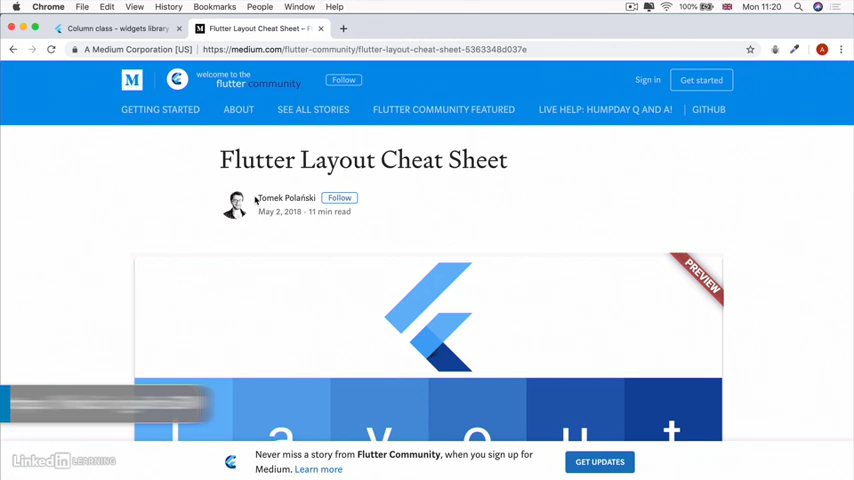 Chrome File Edit View History Bookmarks People Window Help 100% Mon 11:20
Column class - widgets library
Flutter Layout Cheat Sheet – F
A Medium Corporation [US] https://medium.com/flutter-community/flutter-layout-cheat-sheet-5363348d037e
A
M
welcome to the
flutter community
Follow
Sign in
Get started
GETTING STARTED ABOUT SEE ALL STORIES FLUTTER COMMUNITY FEATURED LIVE HELP: HUMPDAY Q AND A! GITHUB
Flutter Layout Cheat Sheet
Tomek Polański Follow
May 2, 2018 · 11 min read
PREVIEW
Layout
Never miss a story from Flutter Community, when you sign up for
Medium. Learn more
GET UPDATES
LinkedIn LEARNING